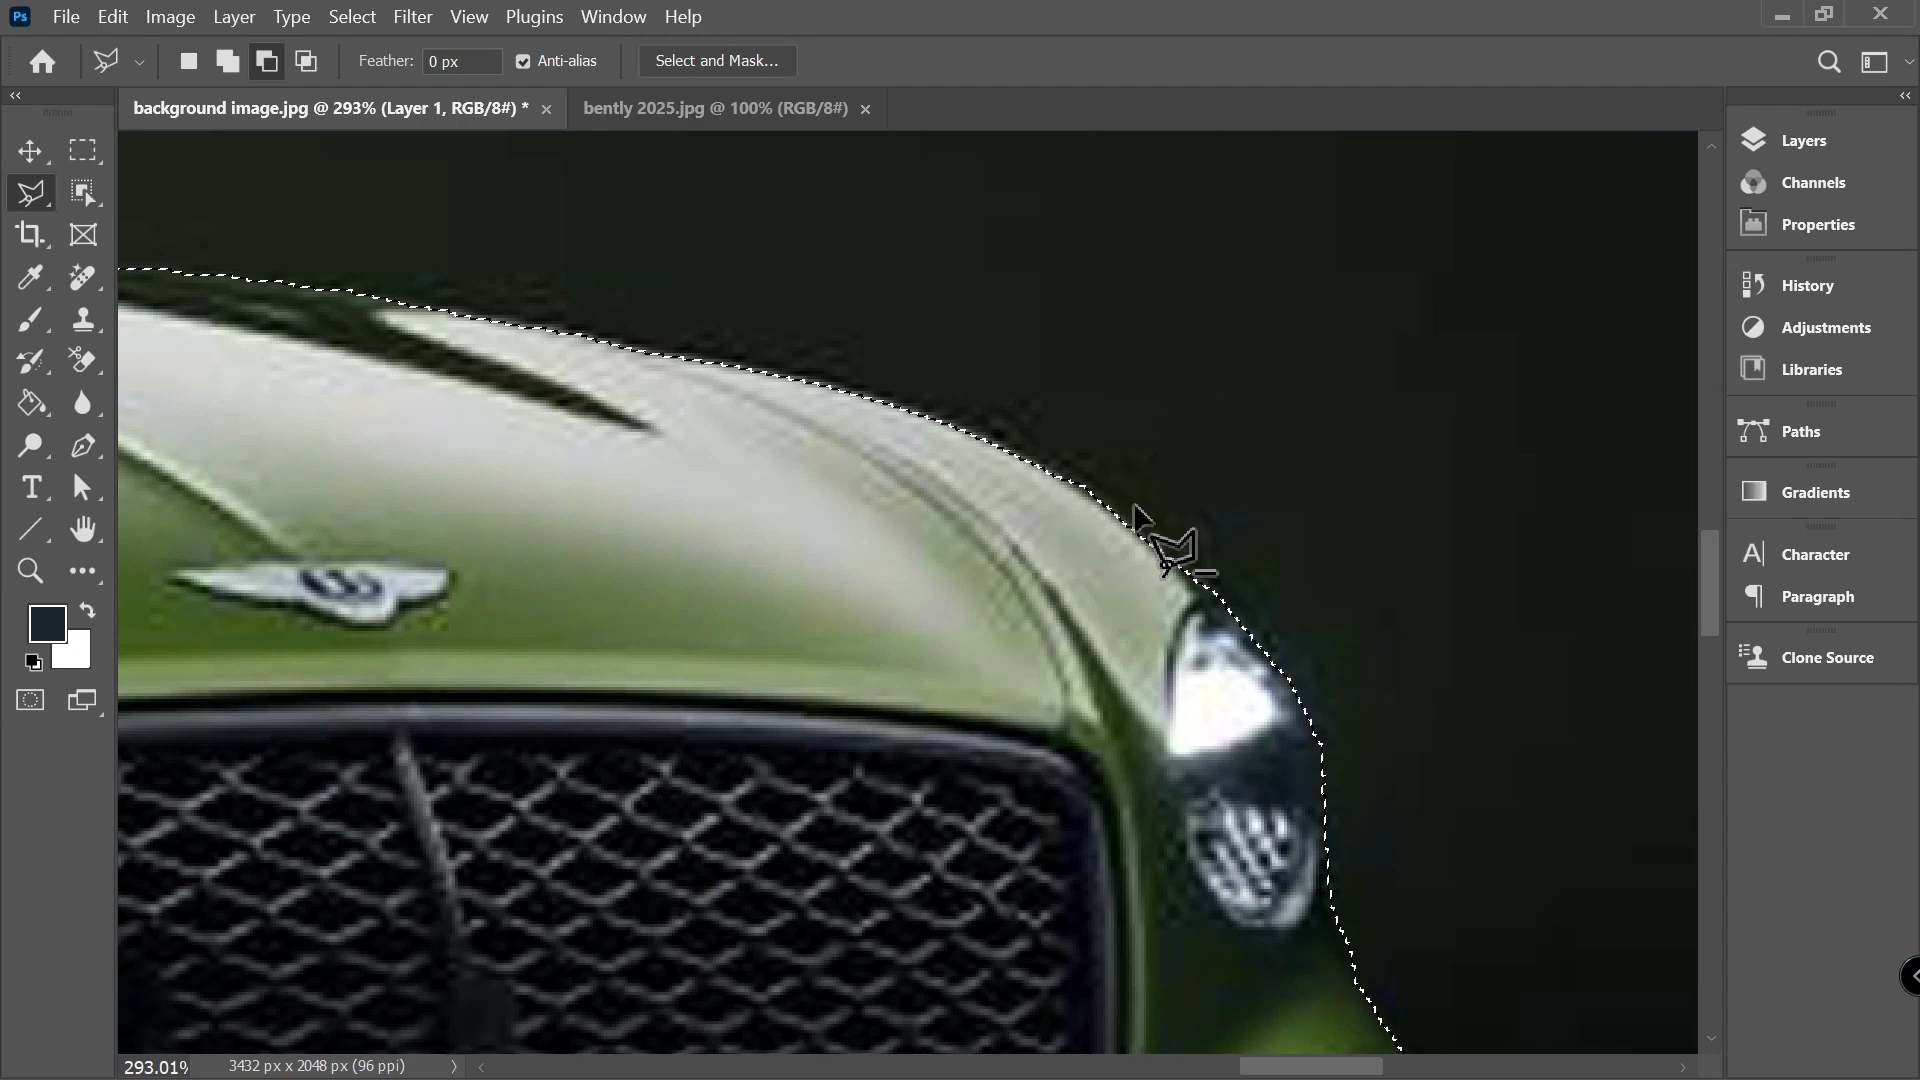 Ps File Edit Image Layer Type Select Filter View Plugins Window Help
Feather: 0 px Anti-alias Select and Mask...
background image.jpg @ 293% (Layer 1, RGB/8#) * bently 2025.jpg @ 100% (RGB/8#)
Layers
Channels
Properties
History
Adjustments
Libraries
Paths
Gradients
Character
Paragraph
Clone Source
293.01% 3432 px x 2048 px (96 ppi)